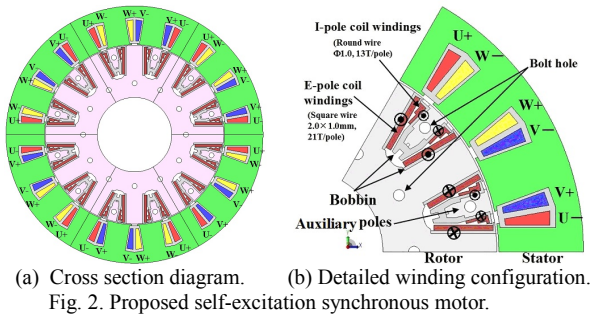 W+ V-
U+ W-
V+ U-
V+
U+
U-
W-
W+
W+
V-
V-
U+
V+
W-
U-
U-
W-
V+
U+
V-
V-
W+
W+
W-
U-
U+
V+
U- V+
W- U+
V- W+
I-pole coil windings
(Round wire
Φ1.0, 13T/pole)
E-pole coil
windings
(Square wire
2.0×1.0mm,
21T/pole)
Bolt hole
U+
W−
W+
V−
V+
U−
Bobbin
Auxiliary poles
Rotor
Stator
(a) Cross section diagram.
(b) Detailed winding configuration.
Fig. 2. Proposed self-excitation synchronous motor.